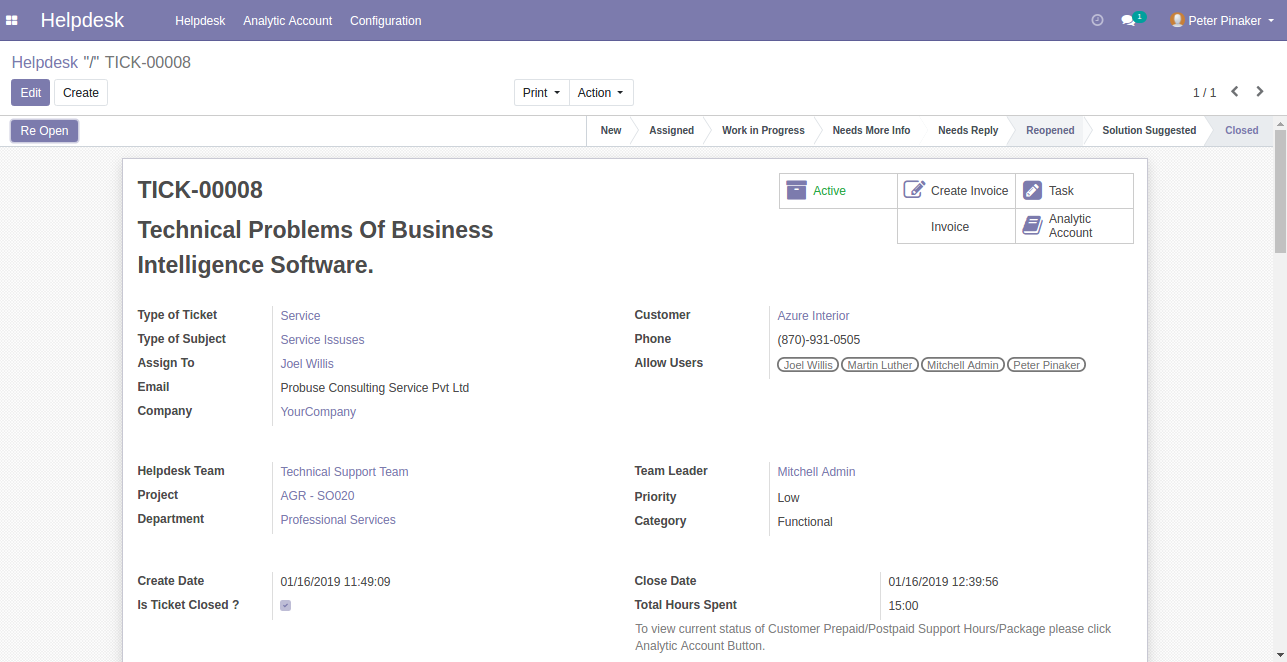 Helpdesk Helpdesk Analytic Account Configuration 1 Peter Pinaker
Helpdesk "/" TICK-00008
Edit Create Print Action 1 / 1
Re Open New Assigned Work in Progress Needs More Info Needs Reply Reopened Solution Suggested Closed
TICK-00008
Active Create Invoice Task
Invoice Analytic Account
Technical Problems Of Business
Intelligence Software.
Type of Ticket Service Customer Azure Interior
Type of Subject Service Issuses Phone (870)-931-0505
Assign To Joel Willis Allow Users Joel Willis Martin Luther Mitchell Admin Peter Pinaker
Email Probuse Consulting Service Pvt Ltd
Company YourCompany
Helpdesk Team Technical Support Team Team Leader Mitchell Admin
Project AGR - SO020 Priority Low
Department Professional Services Category Functional
Create Date 01/16/2019 11:49:09 Close Date 01/16/2019 12:39:56
Is Ticket Closed ? Total Hours Spent 15:00
To view current status of Customer Prepaid/Postpaid Support Hours/Package please click
Analytic Account Button.